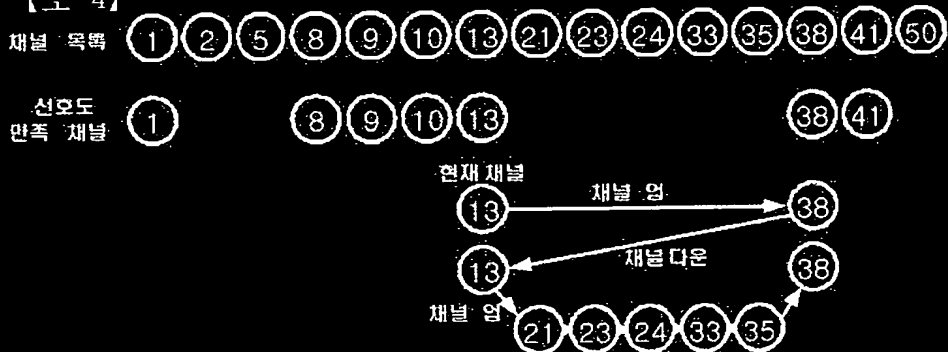 【도 4】
채널 목록 1 2 5 8 9 10 13 21 23 24 33 35 38 41 50
선호도
만족 채널 1 8 9 10 13 38 41
현재 채널
13 채널 업 38
채널 다운
13 38
채널 업
21 23 24 33 35